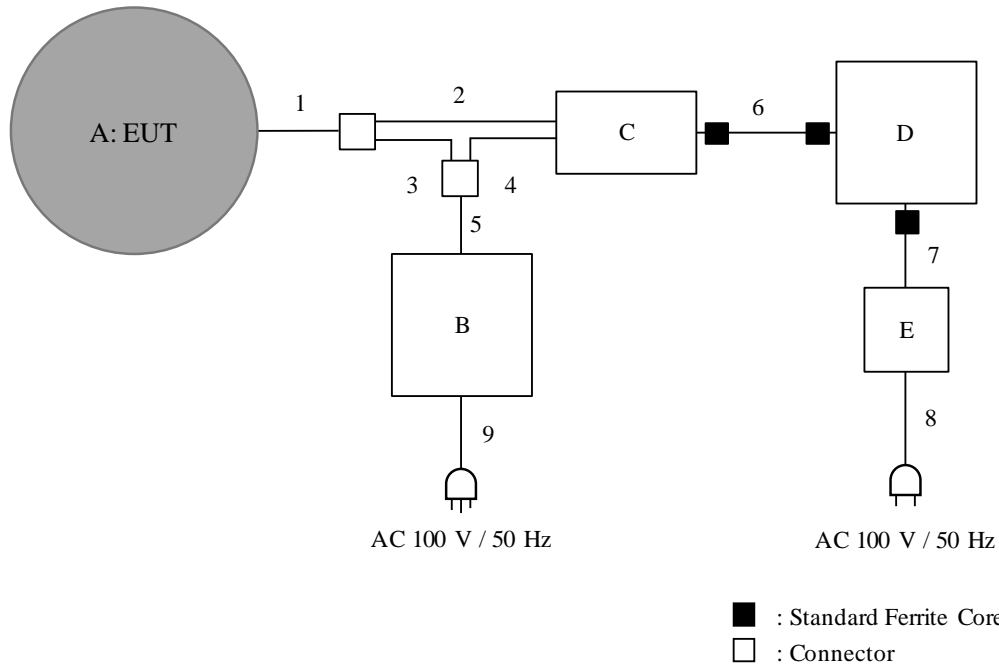 1
2
6
A: EUT
C
D
3
4
5
7
B
E
9
8
AC 100 V / 50 Hz
AC 100 V / 50 Hz
: Standard Ferrite Core
: Connector